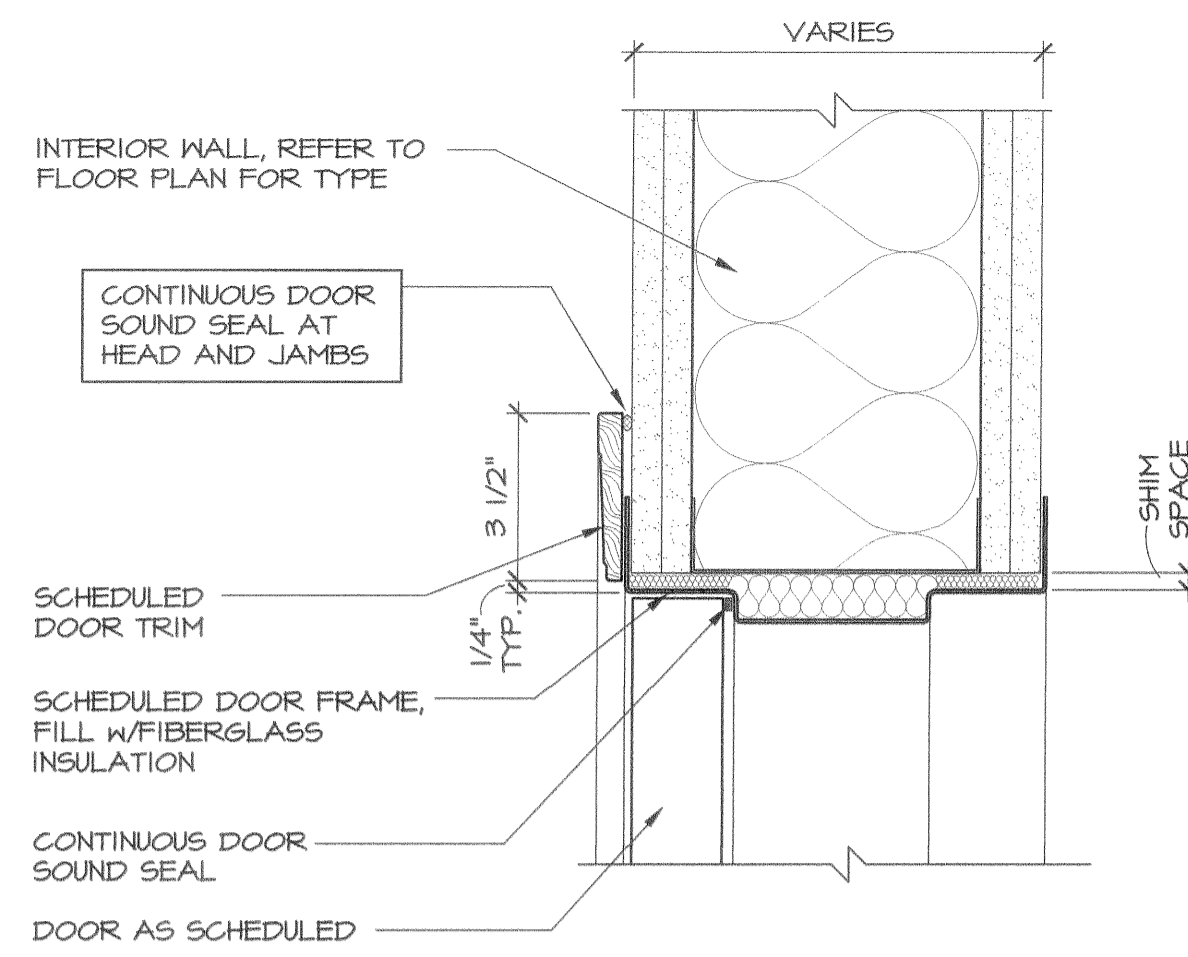 VARIES
INTERIOR WALL, REFER TO
FLOOR PLAN FOR TYPE
CONTINUOUS DOOR
SOUND SEAL AT
HEAD AND JAMBS
3 1/2"
SHIM
SPACE
SCHEDULED
DOOR TRIM
1/4"
TYP.
SCHEDULED DOOR FRAME,
FILL w/FIBERGLASS
INSULATION
CONTINUOUS DOOR
SOUND SEAL
DOOR AS SCHEDULED